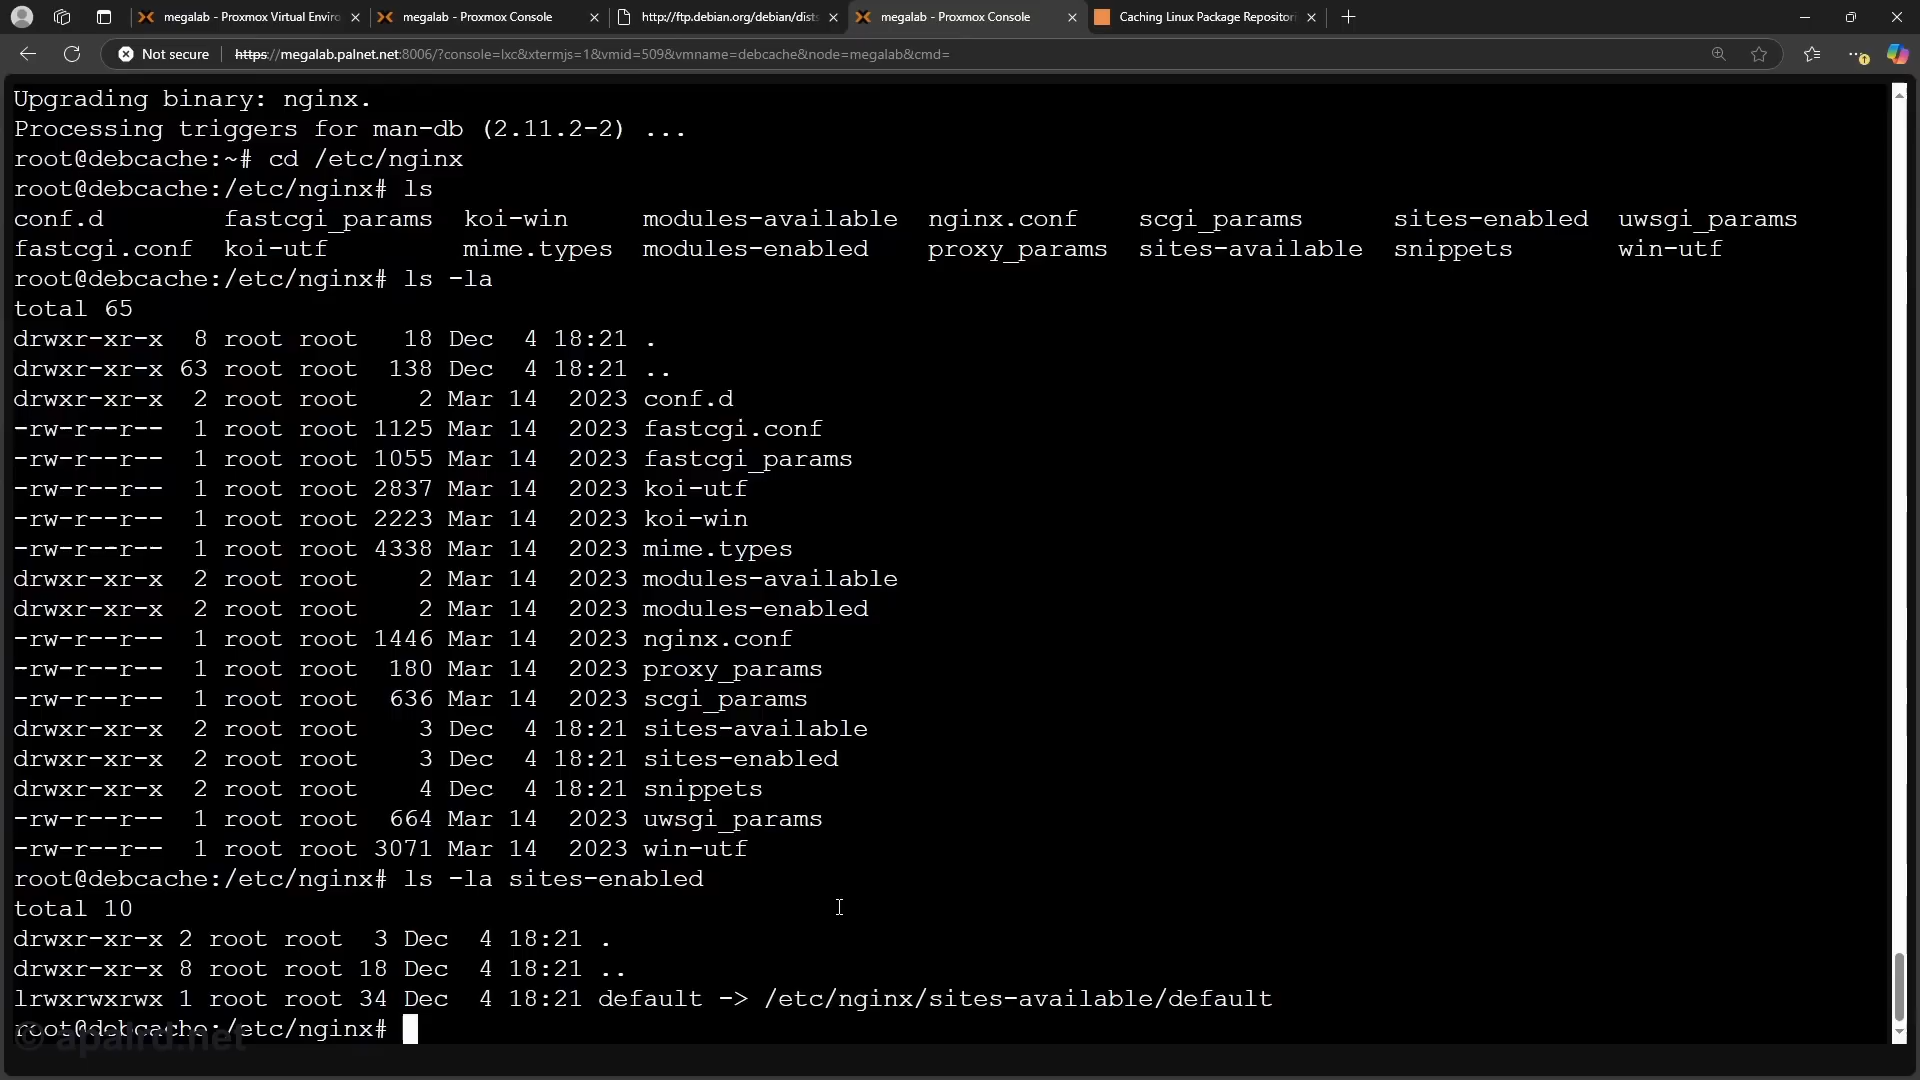 megalab - Proxmox Virtual Enviro
megalab - Proxmox Console
http://ftp.debian.org/debian/dists
megalab - Proxmox Console
Caching Linux Package Repositori
Not secure
https://megalab.palnet.net:8006/?console=lxc&xtermjs=1&vmid=509&vmname=debcache&node=megalab&cmd=
Upgrading binary: nginx.
Processing triggers for man-db (2.11.2-2) ...
root@debcache:~# cd /etc/nginx
root@debcache:/etc/nginx# ls
conf.d        fastcgi_params  koi-win     modules-available  nginx.conf    scgi_params      sites-enabled  uwsgi_params
fastcgi.conf  koi-utf         mime.types  modules-enabled    proxy_params  sites-available  snippets       win-utf
root@debcache:/etc/nginx# ls -la
total 65
drwxr-xr-x  8 root root   18 Dec  4 18:21 .
drwxr-xr-x 63 root root  138 Dec  4 18:21 ..
drwxr-xr-x  2 root root    2 Mar 14  2023 conf.d
-rw-r--r--  1 root root 1125 Mar 14  2023 fastcgi.conf
-rw-r--r--  1 root root 1055 Mar 14  2023 fastcgi_params
-rw-r--r--  1 root root 2837 Mar 14  2023 koi-utf
-rw-r--r--  1 root root 2223 Mar 14  2023 koi-win
-rw-r--r--  1 root root 4338 Mar 14  2023 mime.types
drwxr-xr-x  2 root root    2 Mar 14  2023 modules-available
drwxr-xr-x  2 root root    2 Mar 14  2023 modules-enabled
-rw-r--r--  1 root root 1446 Mar 14  2023 nginx.conf
-rw-r--r--  1 root root  180 Mar 14  2023 proxy_params
-rw-r--r--  1 root root  636 Mar 14  2023 scgi_params
drwxr-xr-x  2 root root    3 Dec  4 18:21 sites-available
drwxr-xr-x  2 root root    3 Dec  4 18:21 sites-enabled
drwxr-xr-x  2 root root    4 Dec  4 18:21 snippets
-rw-r--r--  1 root root  664 Mar 14  2023 uwsgi_params
-rw-r--r--  1 root root 3071 Mar 14  2023 win-utf
root@debcache:/etc/nginx# ls -la sites-enabled
total 10
drwxr-xr-x 2 root root  3 Dec  4 18:21 .
drwxr-xr-x 8 root root 18 Dec  4 18:21 ..
lrwxrwxrwx 1 root root 34 Dec  4 18:21 default -> /etc/nginx/sites-available/default
root@debcache:/etc/nginx#
© apalrd.net